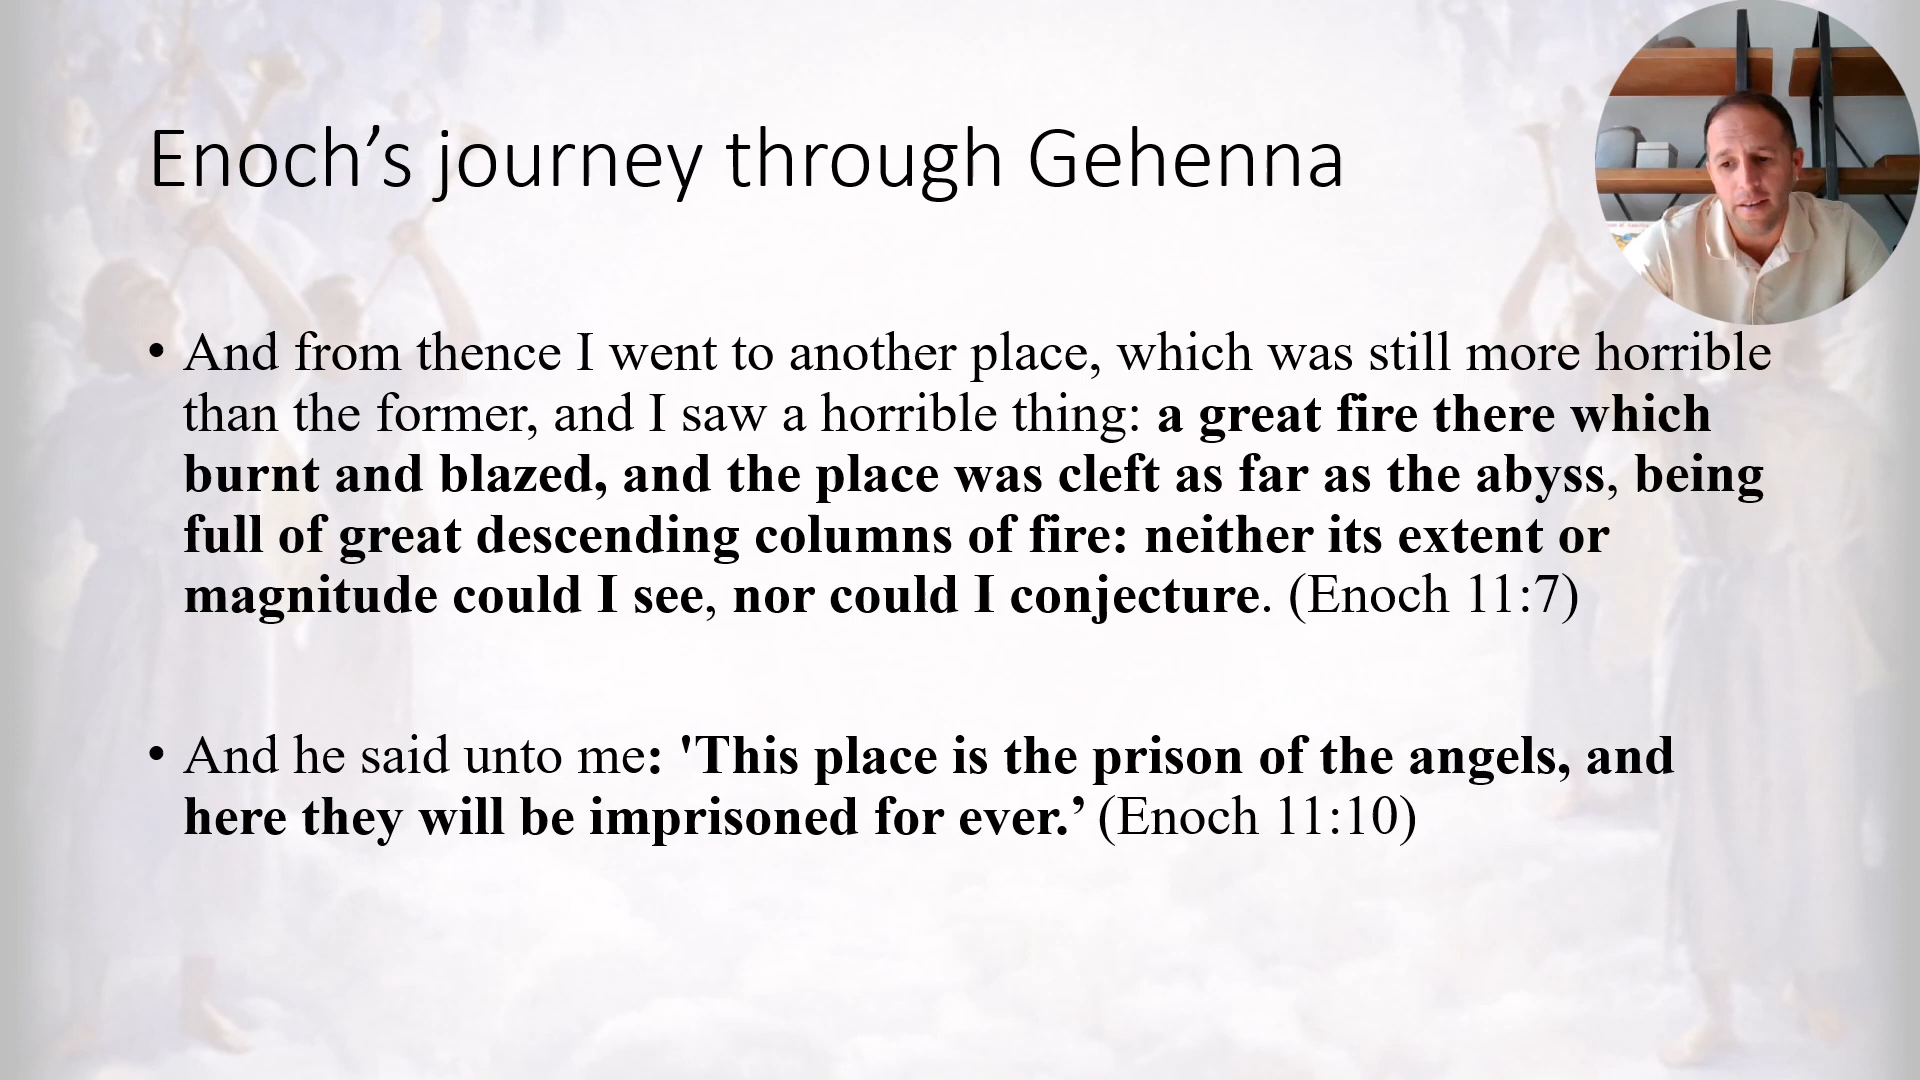 Enoch’s journey through Gehenna
• And from thence I went to another place, which was still more horrible
than the former, and I saw a horrible thing: a great fire there which
burnt and blazed, and the place was cleft as far as the abyss, being
full of great descending columns of fire: neither its extent or
magnitude could I see, nor could I conjecture. (Enoch 11:7)
• And he said unto me: 'This place is the prison of the angels, and
here they will be imprisoned for ever.’ (Enoch 11:10)